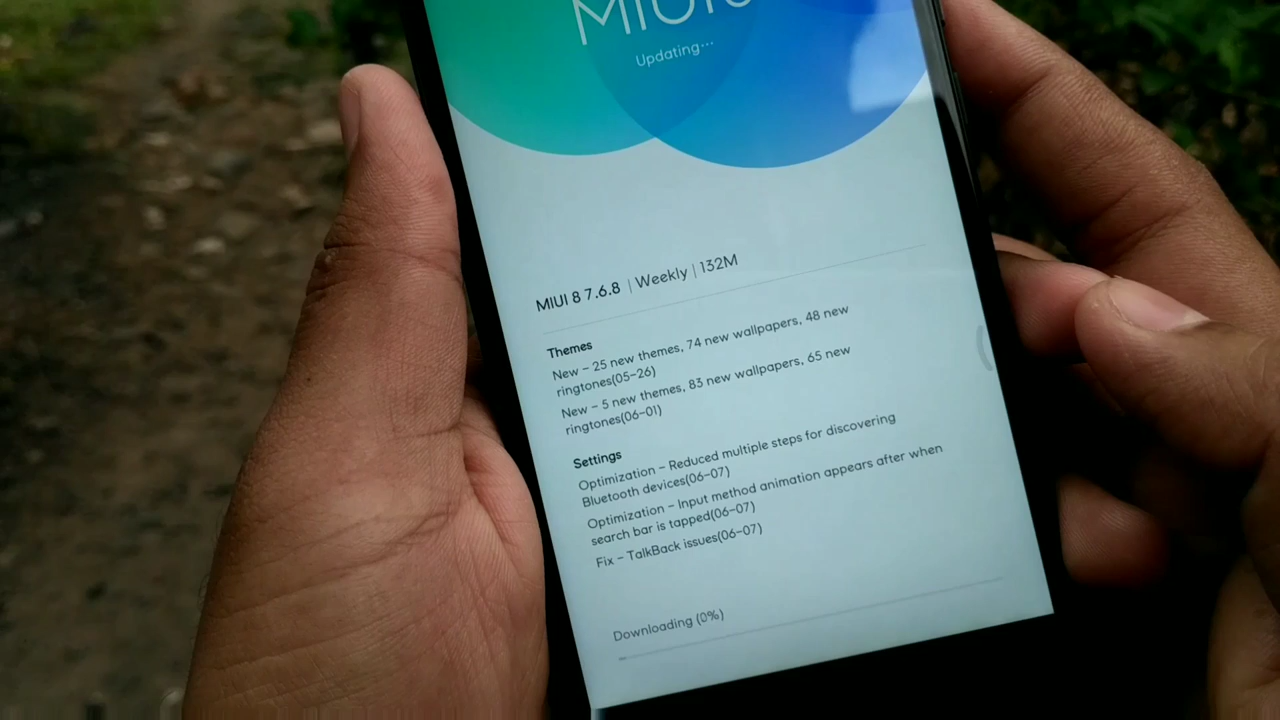 MIUI8
Updating...
MIUI 8 7.6.8 | Weekly | 132M
Themes
New – 25 new themes, 74 new wallpapers, 48 new
ringtones(05-26)
New – 5 new themes, 83 new wallpapers, 65 new
ringtones(06-01)
Settings
Optimization – Reduced multiple steps for discovering
Bluetooth devices(06-07)
Optimization – Input method animation appears after when
search bar is tapped(06-07)
Fix – TalkBack issues(06-07)
Downloading (0%)